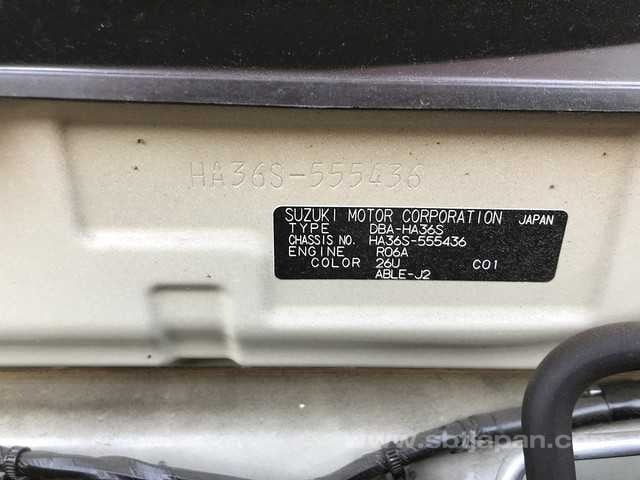 HA36S-555436
SUZUKI MOTOR CORPORATION JAPAN
TYPE DBA-HA36S
CHASSIS NO. HA36S-555436
ENGINE R06A
COLOR 26U C01
ABLE-J2
www.sbtjapan.com